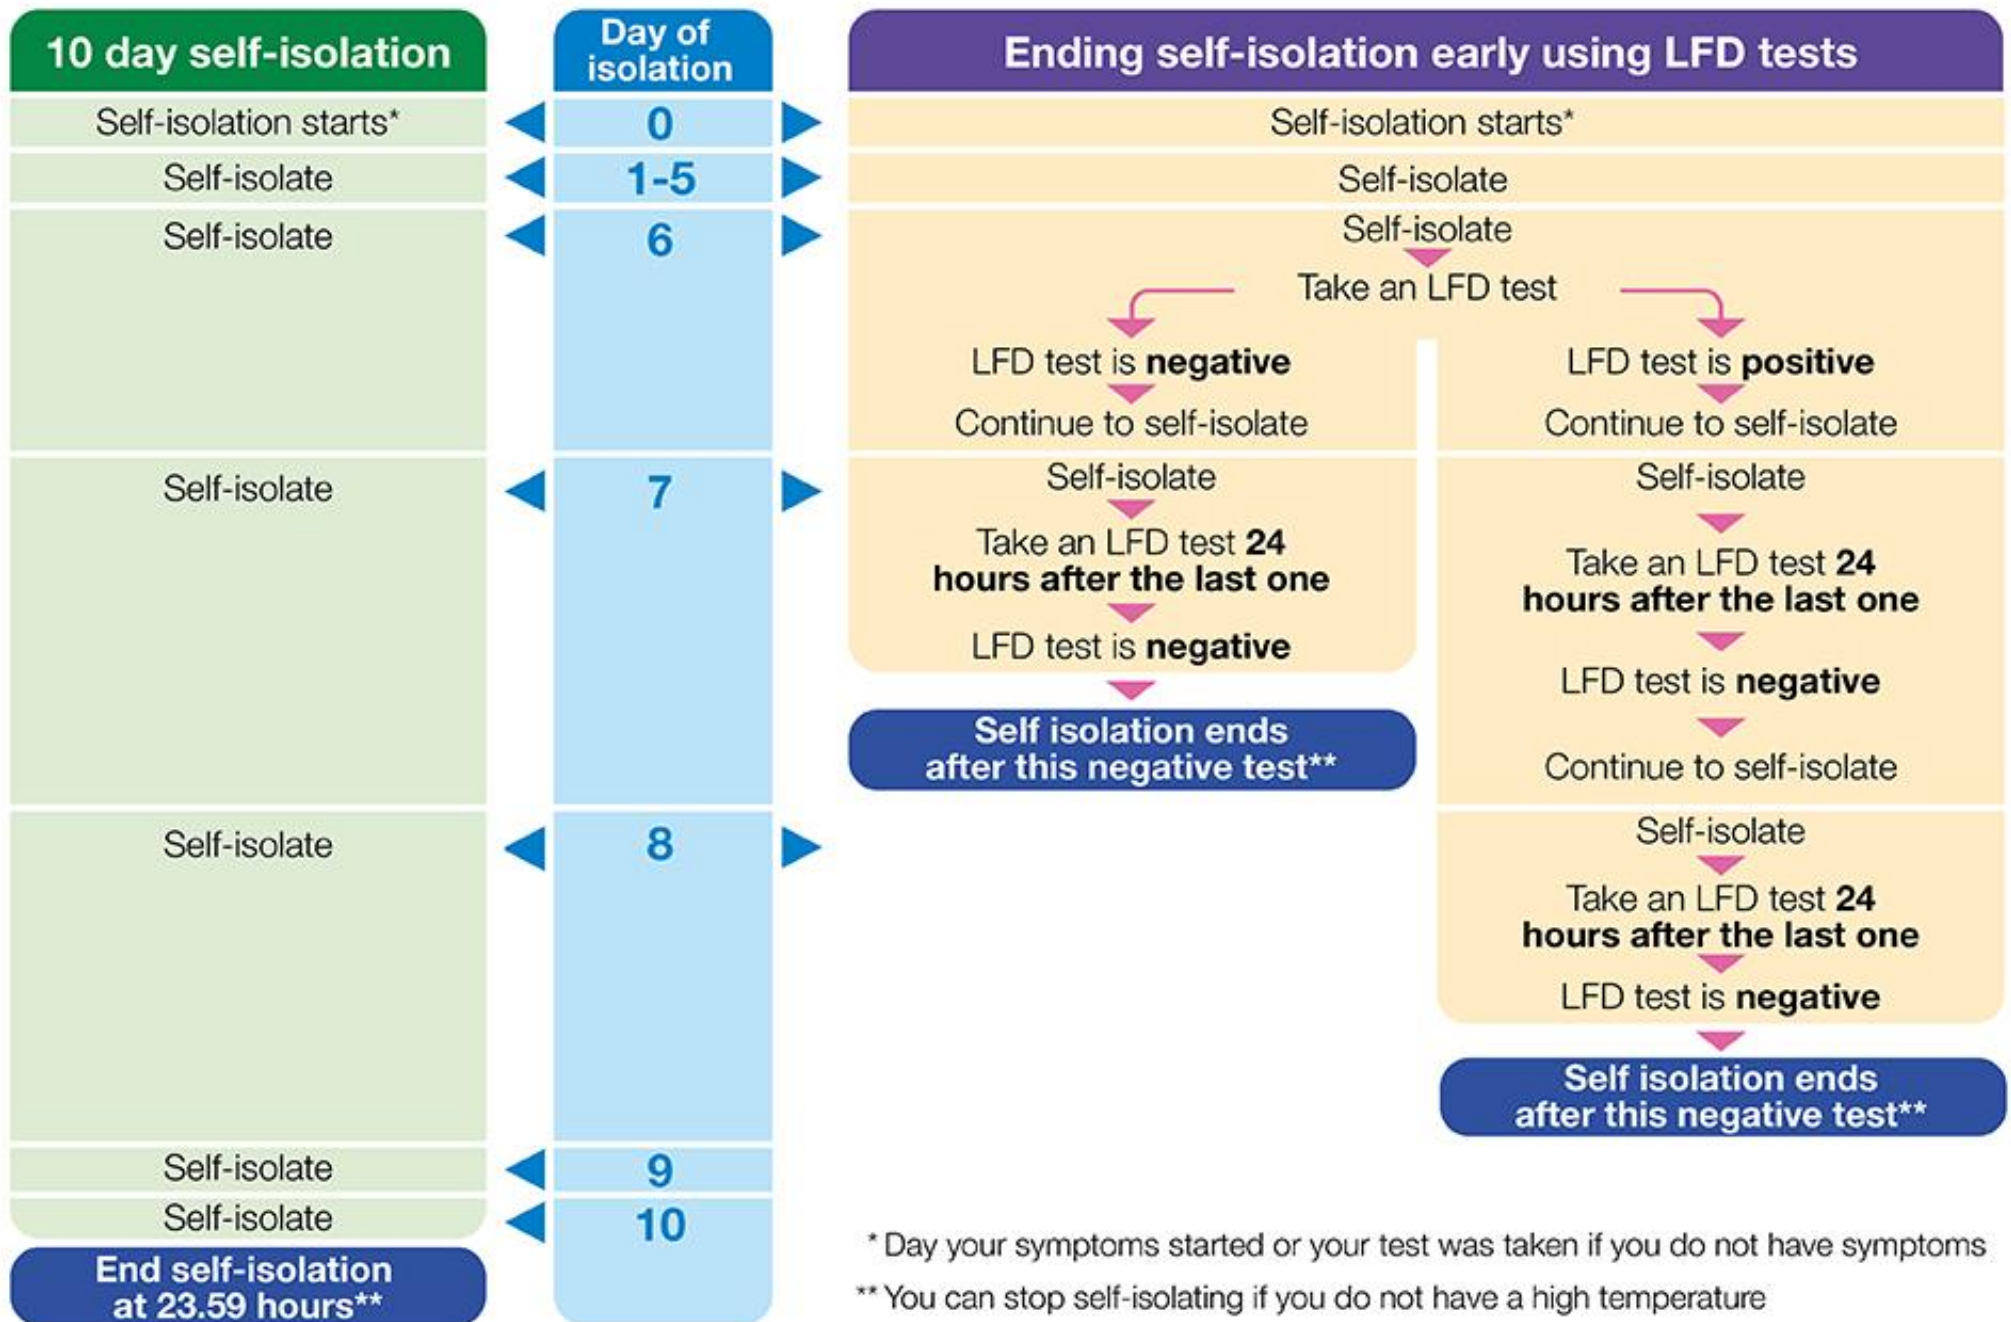 10 day self-isolation
Self-isolation starts*
Self-isolate
Self-isolate
Self-isolate
Self-isolate
Self-isolate
Self-isolate
End self-isolation
at 23.59 hours**
Day of
isolation
0
1-5
6
7
8
9
10
Ending self-isolation early using LFD tests
Self-isolation starts*
Self-isolate
Self-isolate
Take an LFD test
LFD test is negative
Continue to self-isolate
Self-isolate
Take an LFD test 24
hours after the last one
LFD test is negative
Self isolation ends
after this negative test**
LFD test is positive
Continue to self-isolate
Self-isolate
Take an LFD test 24
hours after the last one
LFD test is negative
Continue to self-isolate
Self-isolate
Take an LFD test 24
hours after the last one
LFD test is negative
Self isolation ends
after this negative test**
* Day your symptoms started or your test was taken if you do not have symptoms
** You can stop self-isolating if you do not have a high temperature